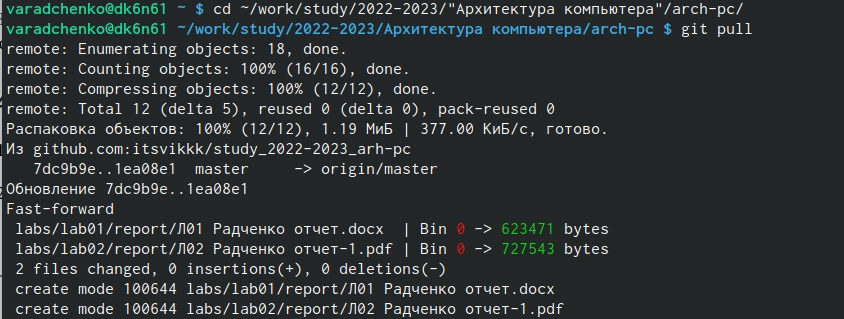 varadchenko@dk6n61 ~ $ cd ~/work/study/2022-2023/"Архитектура компьютера"/arch-pc/
varadchenko@dk6n61 ~/work/study/2022-2023/Архитектура компьютера/arch-pc $ git pull
remote: Enumerating objects: 18, done.
remote: Counting objects: 100% (16/16), done.
remote: Compressing objects: 100% (12/12), done.
remote: Total 12 (delta 5), reused 0 (delta 0), pack-reused 0
Распаковка объектов: 100% (12/12), 1.19 МиБ | 377.00 КиБ/с, готово.
Из github.com:itsvikkk/study_2022-2023_arh-pc
   7dc9b9e..1ea08e1  master     -> origin/master
Обновление 7dc9b9e..1ea08e1
Fast-forward
 labs/lab01/report/Л01 Радченко отчет.docx  | Bin 0 -> 623471 bytes
 labs/lab02/report/Л02 Радченко отчет-1.pdf | Bin 0 -> 727543 bytes
 2 files changed, 0 insertions(+), 0 deletions(-)
 create mode 100644 labs/lab01/report/Л01 Радченко отчет.docx
 create mode 100644 labs/lab02/report/Л02 Радченко отчет-1.pdf